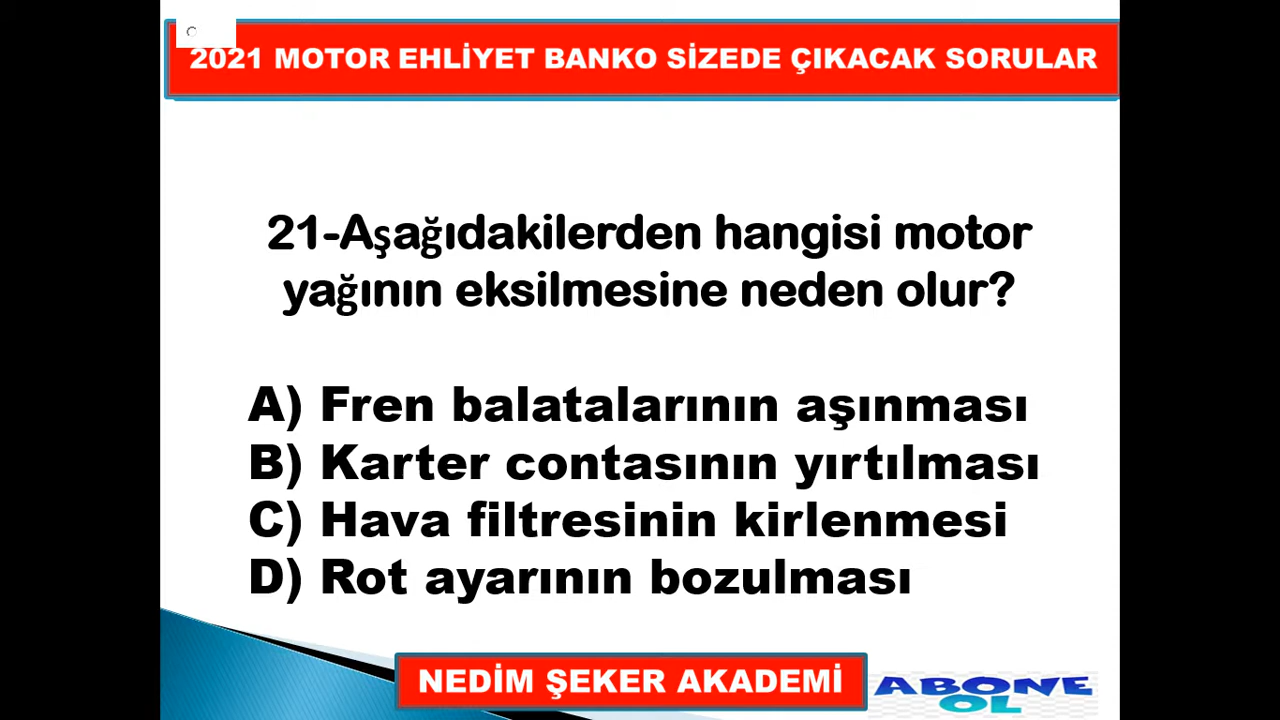 2021 MOTOR EHLİYET BANKO SİZEDE ÇIKACAK SORULAR
21-Aşağıdakilerden hangisi motor
yağının eksilmesine neden olur?
A) Fren balatalarının aşınması
B) Karter contasının yırtılması
C) Hava filtresinin kirlenmesi
D) Rot ayarının bozulması
NEDİM ŞEKER AKADEMİ
ABONE
OL